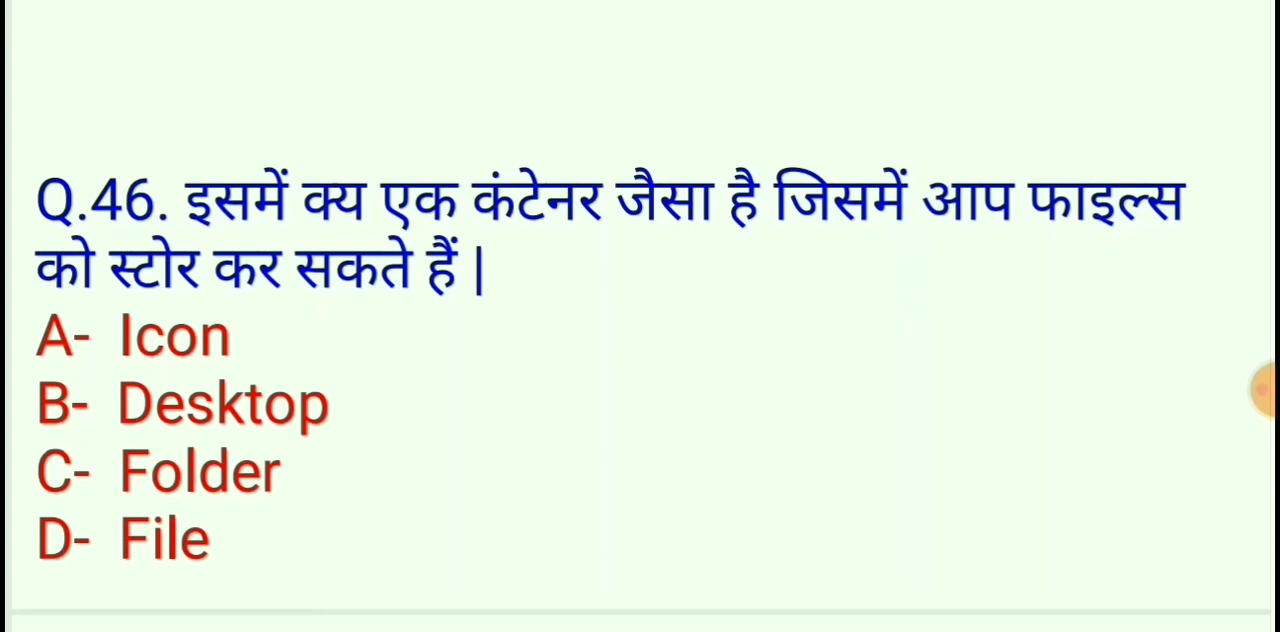 Q.46. इसमें क्य एक कंटेनर जैसा है जिसमें आप फाइल्स
को स्टोर कर सकते हैं |
A- Icon
B- Desktop
C- Folder
D- File